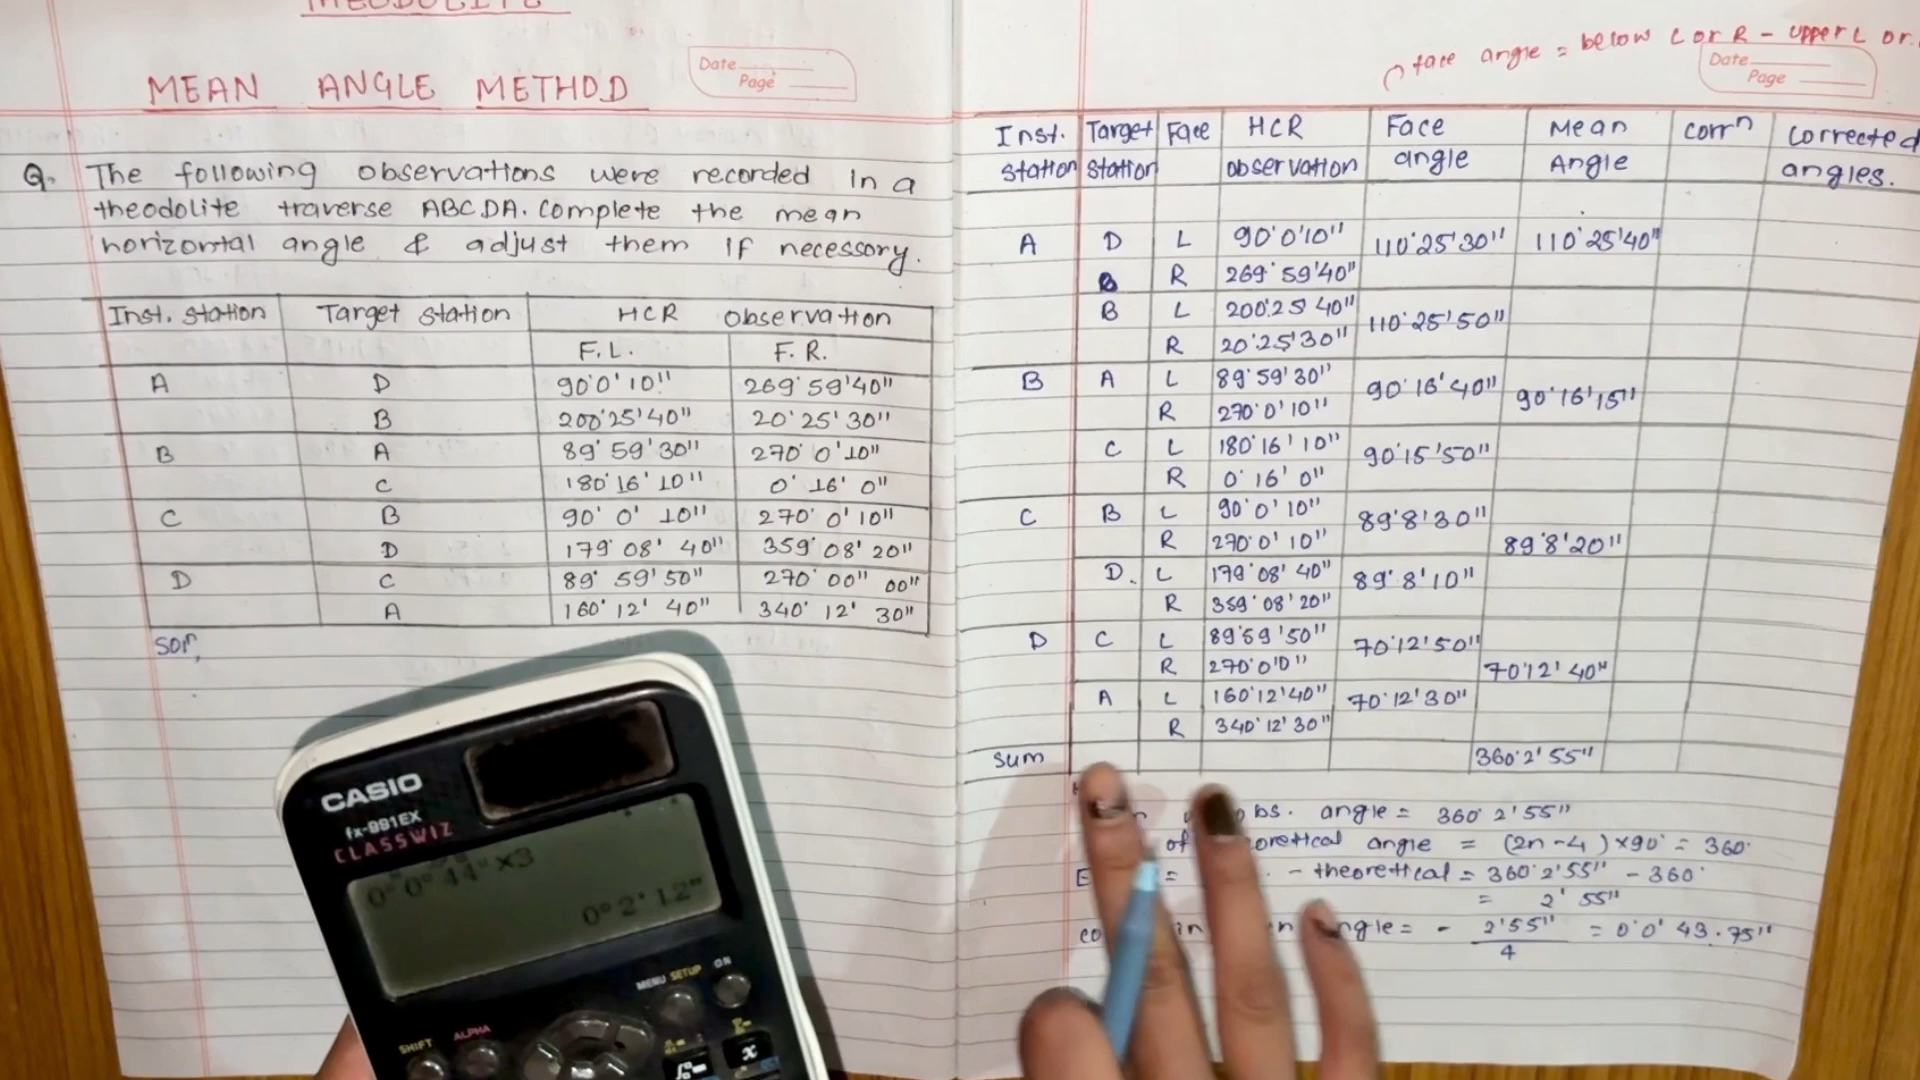 THEODOLITE
MEAN ANGLE METHOD
Date
Page
Q. The following observations were recorded in a
theodolite traverse ABCDA. Complete the mean
horizontal angle & adjust them if necessary.
Inst. station Target station HCR observation
F.L. F.R.
A D 90°0'10" 269°59'40"
B 200°25'40" 20°25'30"
B A 89°59'30" 270°0'10"
C 180°16'10" 0°16'0"
C B 90°0'10" 270°0'10"
D 179°08'40" 359°08'20"
D C 89°59'50" 270°00"00"
A 160°12'40" 340°12'30"
solⁿ,
CASIO
fx-991EX
CLASSWIZ
0°0°44°×3
0°2'12"
SHIFT ALPHA MENU SETUP ON
x
face angle = below L or R - upper L or
Date
Page
Inst. station Target station Face HCR observation Face angle Mean Angle corrⁿ corrected angles.
A D L 90°0'10" 110°25'30" 110°25'40"
R 269°59'40"
B L 200°25'40" 110°25'50"
R 20°25'30"
B A L 89°59'30" 90°16'40" 90°16'15"
R 270°0'10"
C L 180°16'10" 90°15'50"
R 0°16'0"
C B L 90°0'10" 89°8'30"
R 270°0'10" 89°8'20"
D. L 179°08'40" 89°8'10"
R 359°08'20"
D C L 89°59'50" 70°12'50"
R 270°0'0" 70°12'40"
A L 160°12'40" 70°12'30"
R 340°12'30"
sum 360°2'55"
angle = 360°2'55"
of angle = (2n-4)×90° = 360°
= - theoretical = 360°2'55" - 360°
= 2'55"
in = - 2'55"/4 = 0°0'43.75"